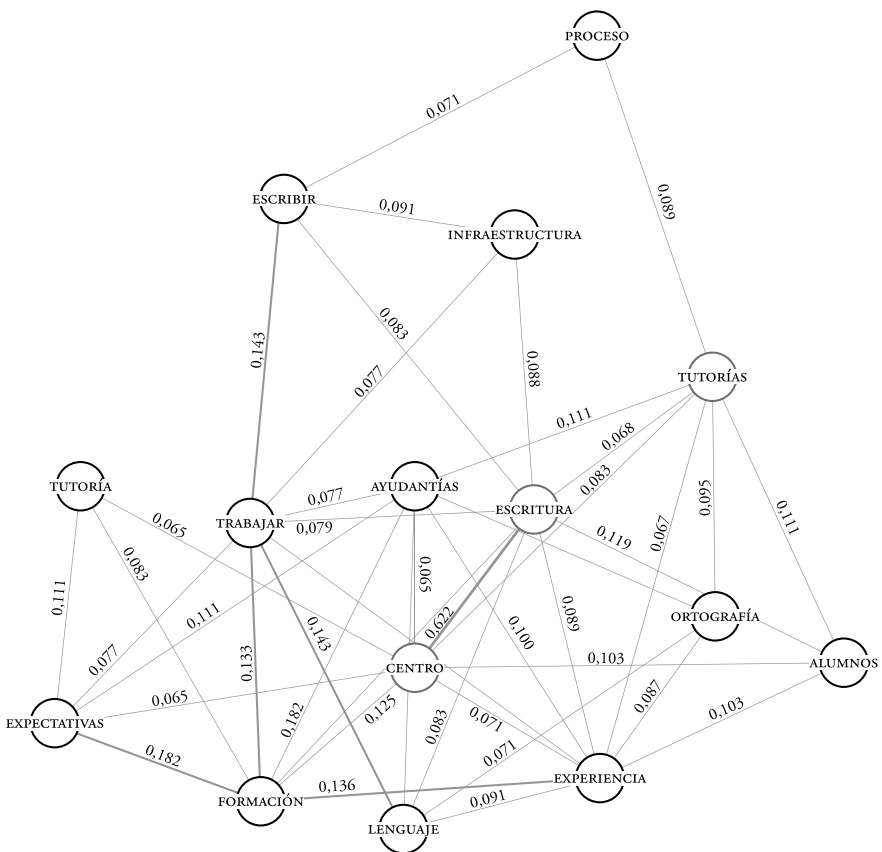 PROCESO
0,071
ESCRIBIR
0,091
0,089
INFRAESTRUCTURA
0,083
0,143
0,077
0,088
TUTORÍAS
0,111
0,068
0,083
TUTORÍA
AYUDANTÍAS
0,077
0,095
ESCRITURA
TRABAJAR
0,079
0,065
0,119
0,067
0,111
0,083
0,065
0,111
0,111
0,622
0,100
0,089
ORTOGRAFÍA
0,143
0,077
0,133
CENTRO
0,103
ALUMNOS
0,065
0,125
0,087
0,103
EXPECTATIVAS
0,182
0,083
0,071
0,071
0,182
EXPERIENCIA
0,136
FORMACIÓN
0,091
LENGUAJE